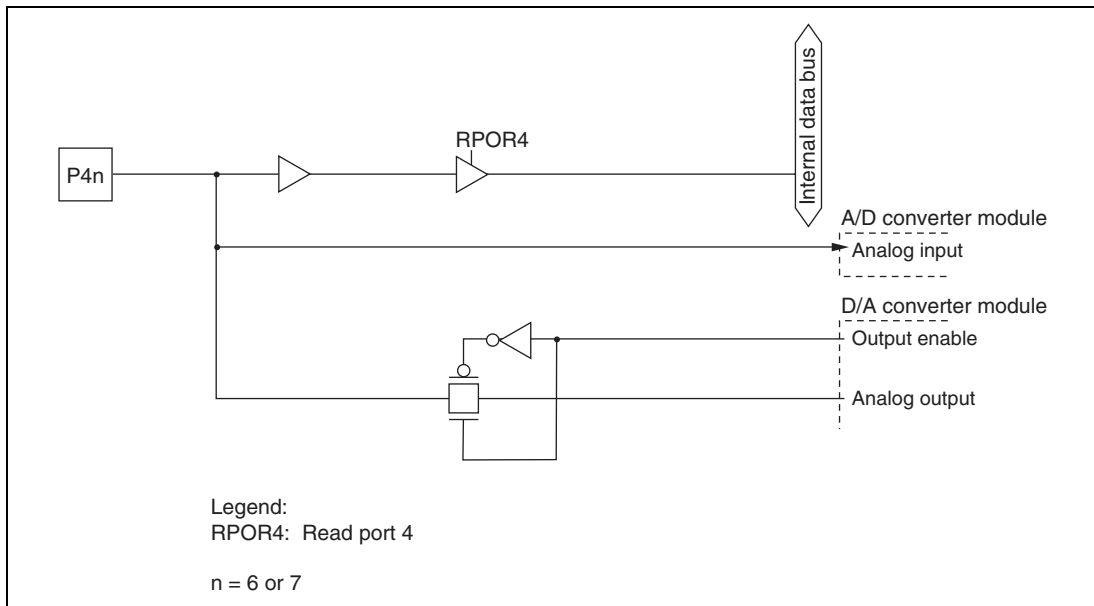 Internal data bus
RPOR4
P4n
A/D converter module
Analog input
D/A converter module
Output enable
Analog output
Legend:
RPOR4: Read port 4
n = 6 or 7